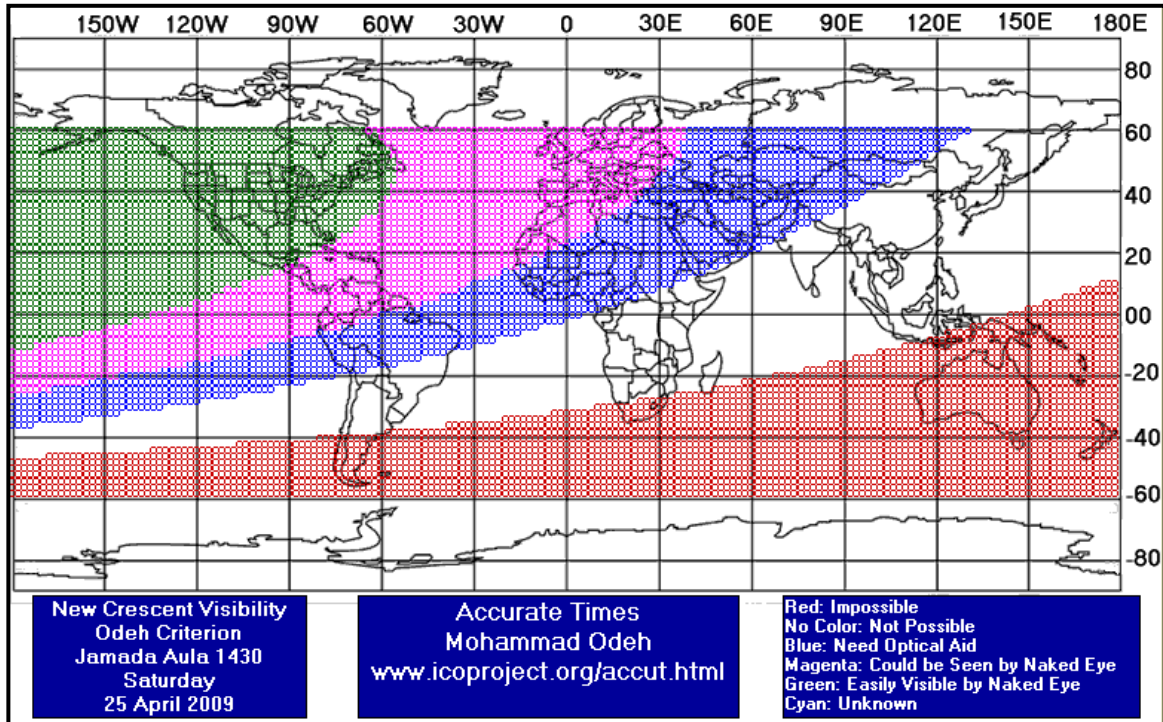 150W 120W 90W 60W 30W 0 30E 60E 90E 120E 150E 180E
80
60
40
20
00
-20
-40
-60
-80
New Crescent Visibility
Odeh Criterion
Jamada Aula 1430
Saturday
25 April 2009
Accurate Times
Mohammad Odeh
www.icoproject.org/accut.html
Red: Impossible
No Color: Not Possible
Blue: Need Optical Aid
Magenta: Could be Seen by Naked Eye
Green: Easily Visible by Naked Eye
Cyan: Unknown